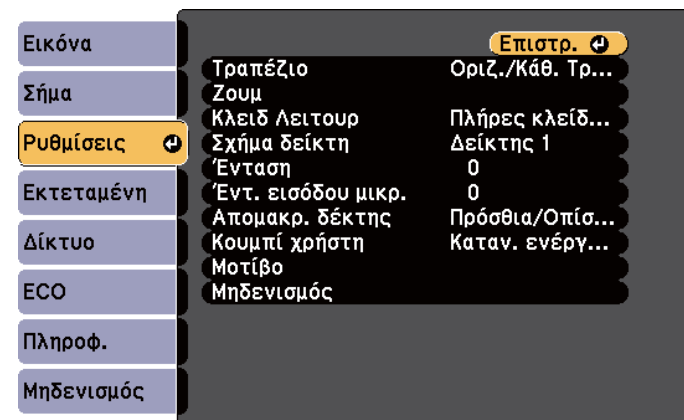 Εικόνα
Σήμα
Ρυθμίσεις
Εκτεταμένη
Δίκτυο
ECO
Πληροφ.
Μηδενισμός
Επιστρ.
Τραπέζιο Οριζ./Κάθ. Τρ...
Ζουμ
Κλειδ Λειτουρ Πλήρες κλείδ...
Σχήμα δείκτη Δείκτης 1
Ένταση 0
Έντ. εισόδου μικρ. 0
Απομακρ. δέκτης Πρόσθια/Οπίσ...
Κουμπί χρήστη Καταν. ενέργ...
Μοτίβο
Μηδενισμός